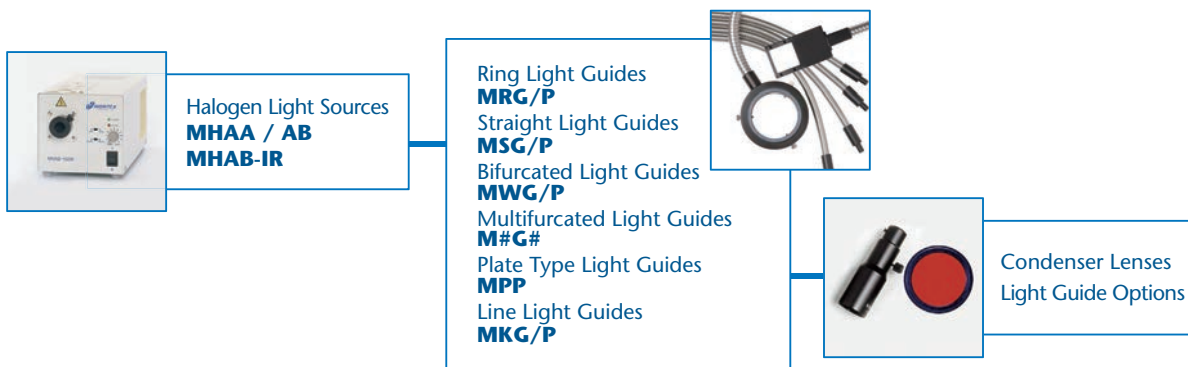 Halogen Light Sources
MHAA / AB
MHAB-IR
Ring Light Guides
MRG/P
Straight Light Guides
MSG/P
Bifurcated Light Guides
MWG/P
Multifurcated Light Guides
M#G#
Plate Type Light Guides
MPP
Line Light Guides
MKG/P
Condenser Lenses
Light Guide Options